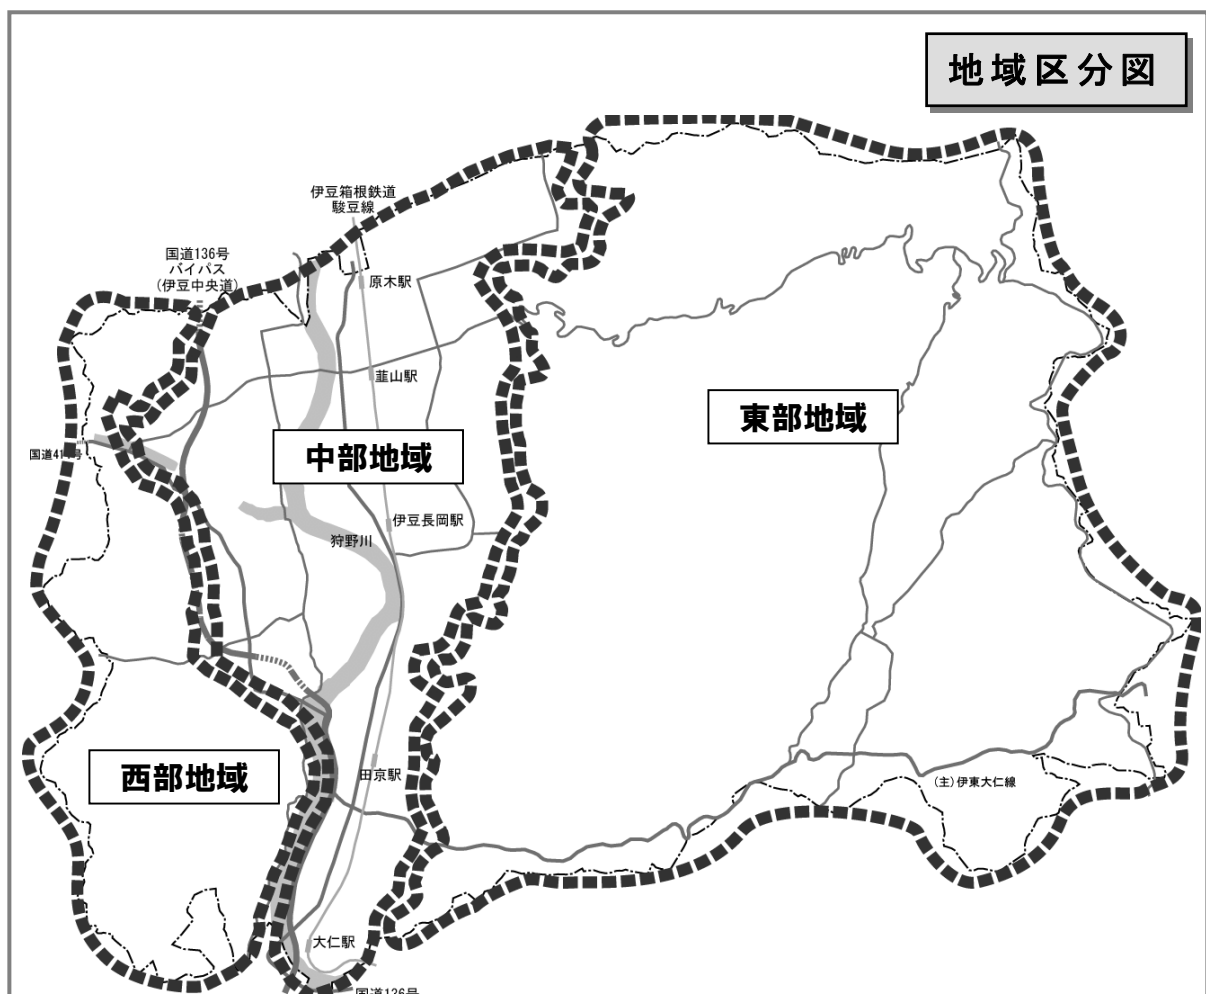 地域区分図
伊豆箱根鉄道
駿豆線
国道136号
バイパス
(伊豆中央道)
原木駅
韮山駅
東部地域
中部地域
伊豆長岡駅
狩野川
西部地域
田京駅
(主)伊東大仁線
大仁駅